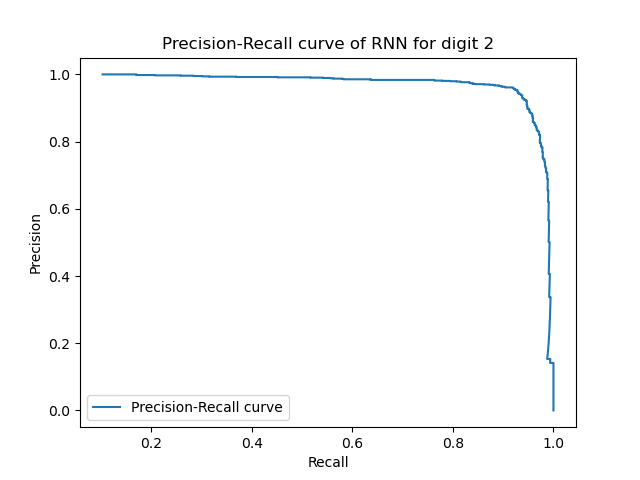 Precision-Recall curve of RNN for digit 2
1.0
0.8
0.6
0.4
0.2
0.0
Precision
Precision-Recall curve
0.2 0.4 0.6 0.8 1.0
Recall